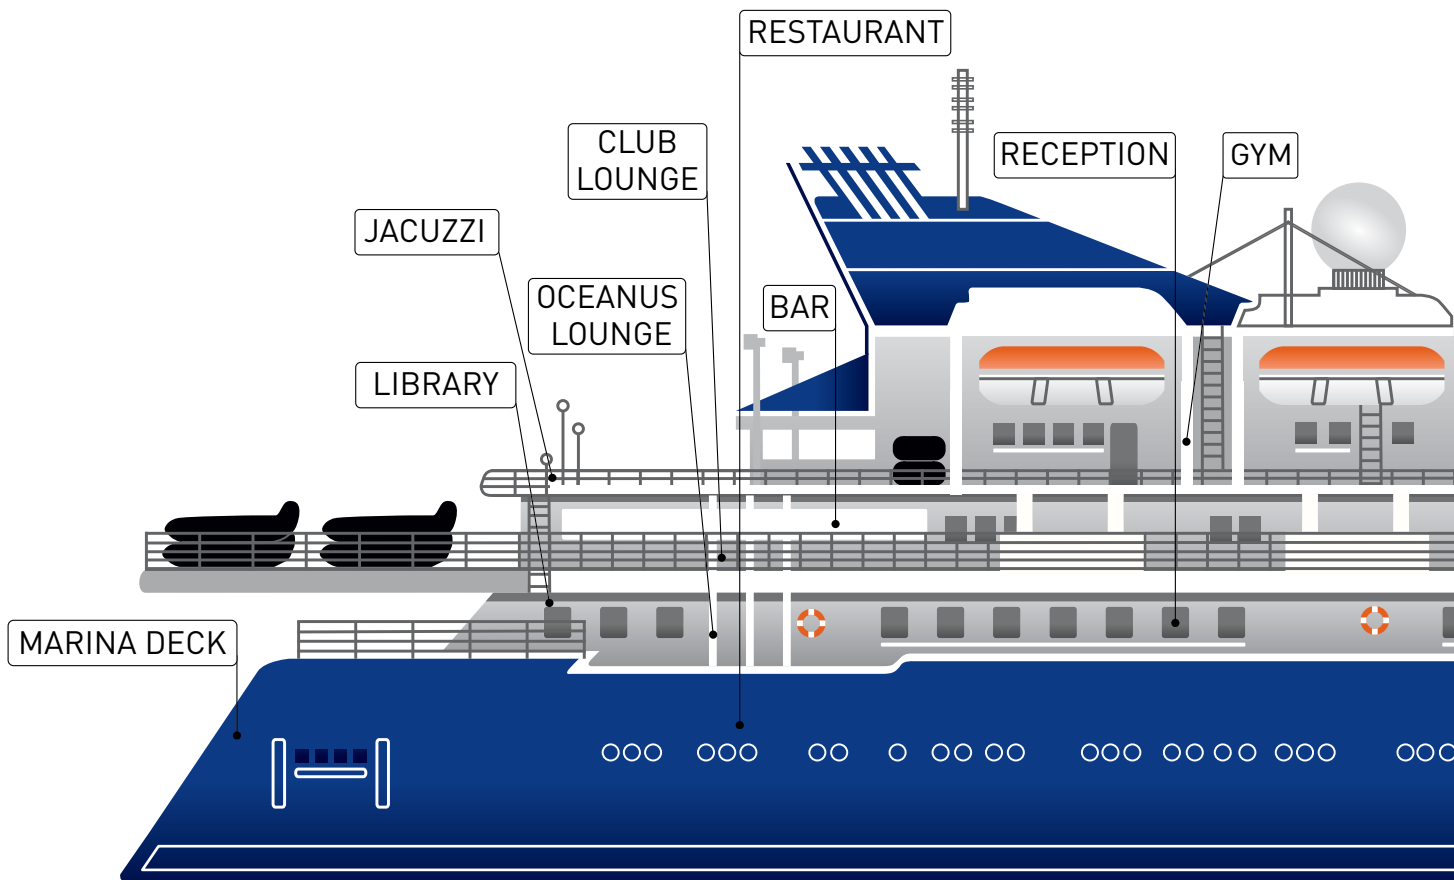 RESTAURANT
CLUB
LOUNGE
RECEPTION
GYM
JACUZZI
OCEANUS
LOUNGE
BAR
LIBRARY
MARINA DECK